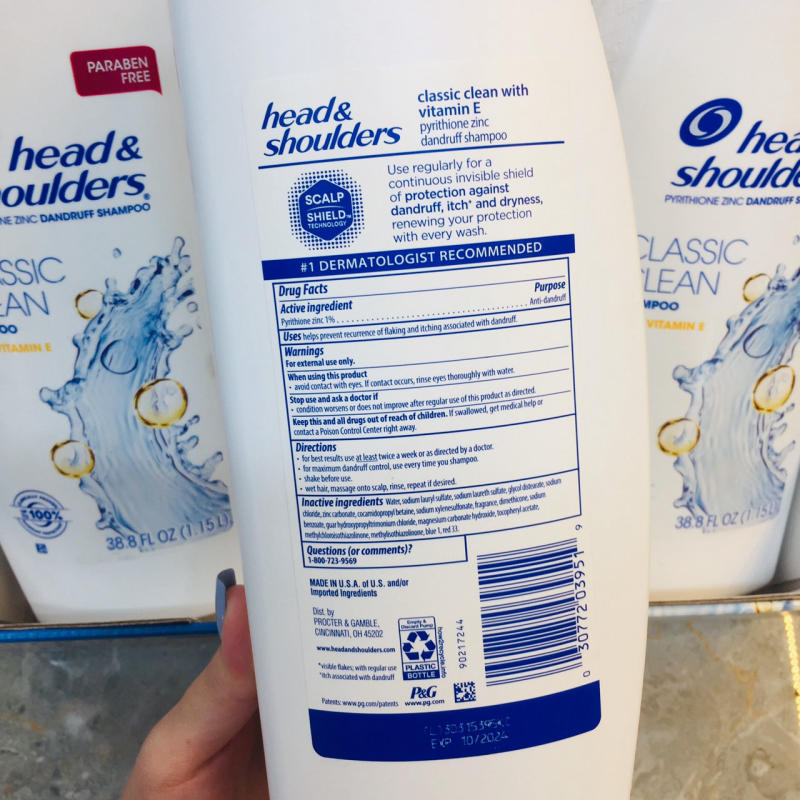 PARABEN
FREE
head&
oulders®
NE ZINC DANDRUFF SHAMPOO
ASSIC
EAN
OO
ITAMIN E
100%
38.8 FL OZ (1.15 L)
head&
shoulders
classic clean with
vitamin E
pyrithione zinc
dandruff shampoo
SCALP
SHIELD™
TECHNOLOGY
Use regularly for a
continuous invisible shield
of protection against
dandruff, itch⁺ and dryness,
renewing your protection
with every wash.
#1 DERMATOLOGIST RECOMMENDED
Drug Facts
Active ingredient Purpose
Pyrithione zinc 1% Anti-dandruff
Uses helps prevent recurrence of flaking and itching associated with dandruff.
Warnings
For external use only.
When using this product
• avoid contact with eyes. If contact occurs, rinse eyes thoroughly with water.
Stop use and ask a doctor if
• condition worsens or does not improve after regular use of this product as directed.
Keep this and all drugs out of reach of children. If swallowed, get medical help or
contact a Poison Control Center right away.
Directions
• for best results use at least twice a week or as directed by a doctor.
• for maximum dandruff control, use every time you shampoo.
• shake before use.
• wet hair, massage onto scalp, rinse, repeat if desired.
Inactive ingredients Water, sodium lauryl sulfate, sodium laureth sulfate, glycol distearate, sodium
chloride, zinc carbonate, cocamidopropyl betaine, sodium xylenesulfonate, fragrance, dimethicone, sodium
benzoate, guar hydroxypropyltrimonium chloride, magnesium carbonate hydroxide, tocopheryl acetate,
methylchloroisothiazolinone, methylisothiazolinone, blue 1, red 33.
Questions (or comments)?
1-800-723-9569
MADE IN U.S.A. of U.S. and/or
Imported Ingredients
Dist. by
PROCTER & GAMBLE,
CINCINNATI, OH 45202
www.headandshoulders.com
*visible flakes; with regular use
⁺itch associated with dandruff
Patents: www.pg.com/patents
Empty &
Discard Pump
PLASTIC
BOTTLE
how2recycle.info
P&G
www.pg.com
90217244
0 30772 03951 9
EXP 10/2024
hea
shoulde
PYRITHIONE ZINC DANDRUFF S
CLASSIC
CLEAN
MPOO
VITAMIN E
38.8 FL OZ (1.15 L)